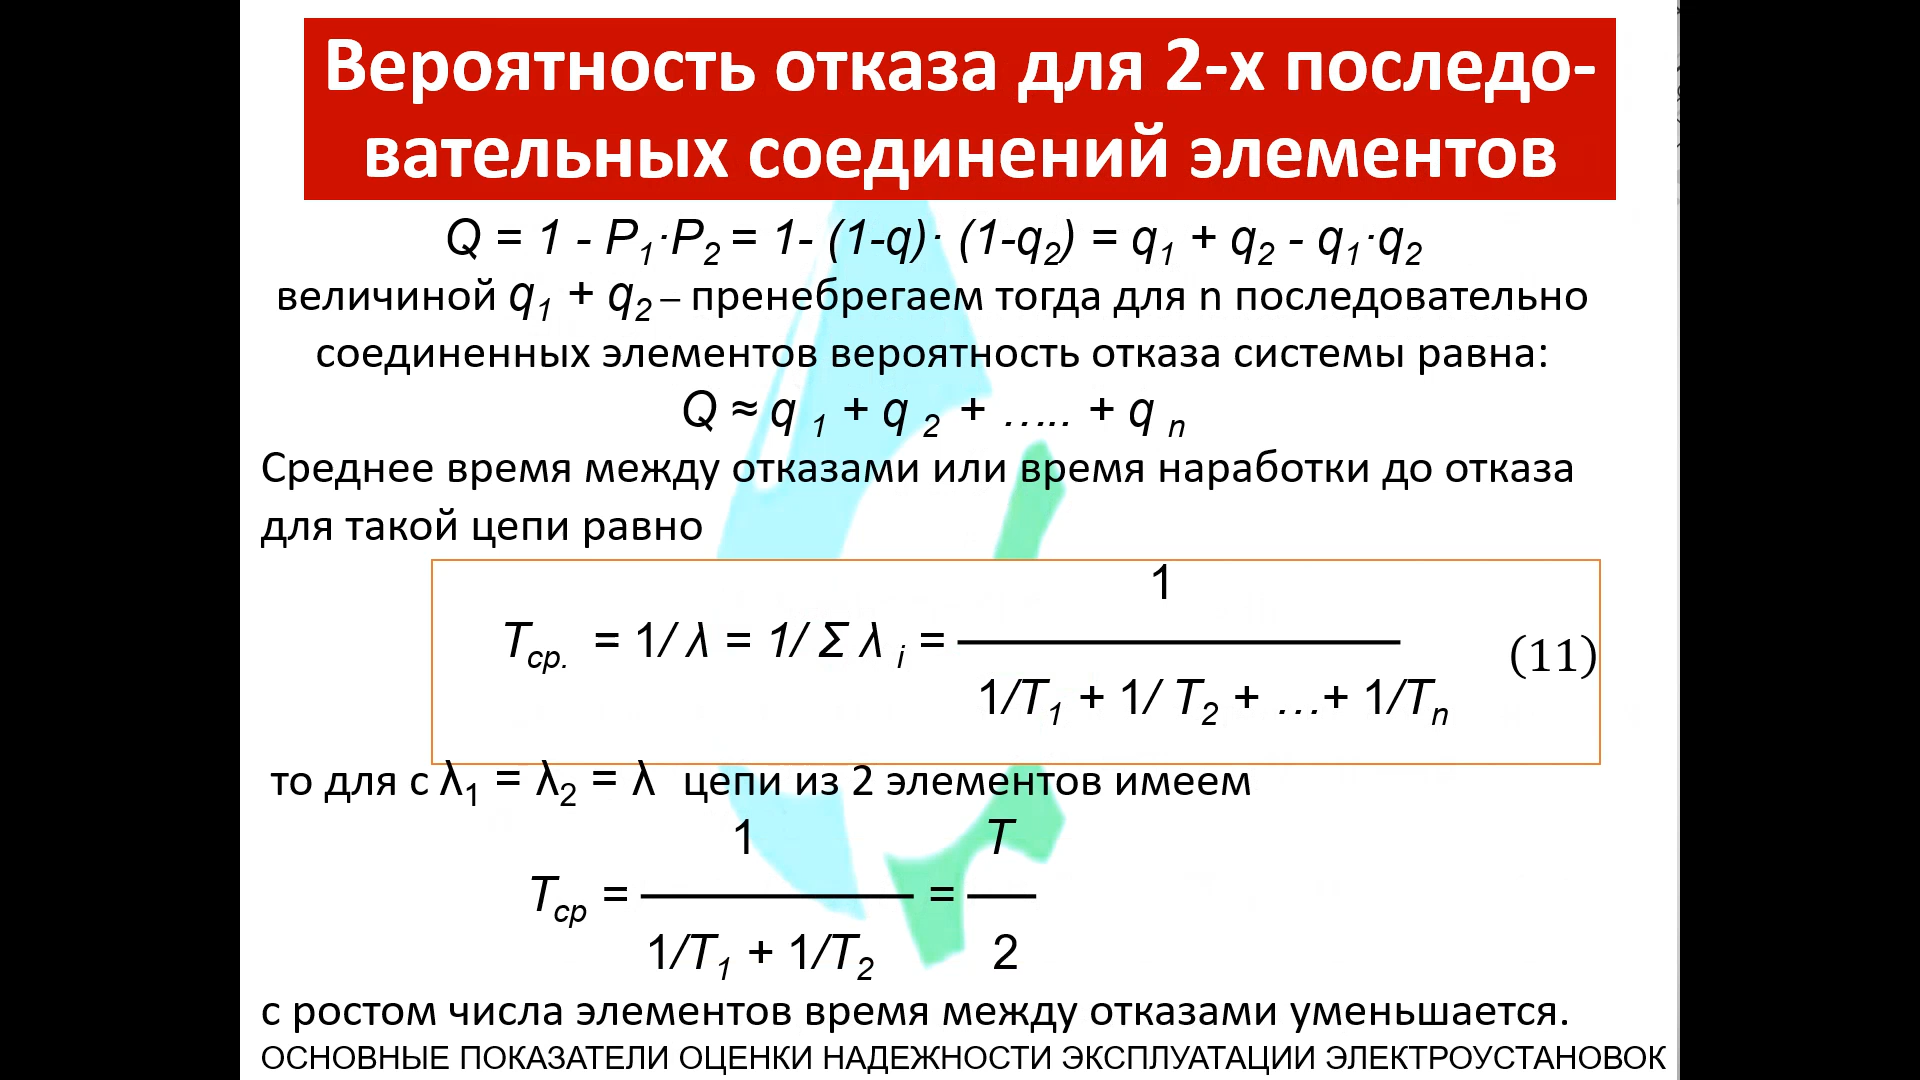 Вероятность отказа для 2-х последо-
вательных соединений элементов
Q = 1 - P₁·P₂ = 1- (1-q)· (1-q₂) = q₁ + q₂ - q₁·q₂
величиной q₁ + q₂ – пренебрегаем тогда для n последовательно
соединенных элементов вероятность отказа системы равна:
Q ≈ q ₁ + q ₂ + ….. + q ₙ
Среднее время между отказами или время наработки до отказа
для такой цепи равно
1
Tср. = 1/ λ = 1/ Σ λ ᵢ =
(11)
1/T₁ + 1/ T₂ + …+ 1/Tₙ
то для с λ₁ = λ₂ = λ цепи из 2 элементов имеем
1 T
Tср = =
1/T₁ + 1/T₂ 2
с ростом числа элементов время между отказами уменьшается.
ОСНОВНЫЕ ПОКАЗАТЕЛИ ОЦЕНКИ НАДЕЖНОСТИ ЭКСПЛУАТАЦИИ ЭЛЕКТРОУСТАНОВОК